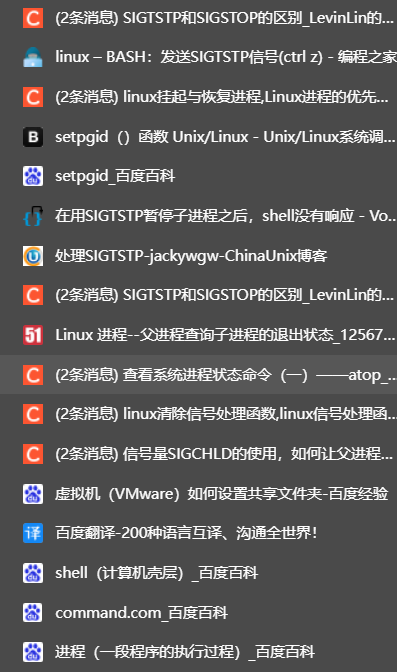 C (2条消息) SIGTSTP和SIGSTOP的区别_LevinLin的...
linux – BASH：发送SIGTSTP信号(ctrl z) - 编程之家
C (2条消息) linux挂起与恢复进程,Linux进程的优先...
B setpgid（）函数 Unix/Linux - Unix/Linux系统调...
du setpgid_百度百科
在用SIGTSTP暂停子进程之后，shell没有响应 - Vo...
U 处理SIGTSTP-jackywgw-ChinaUnix博客
C (2条消息) SIGTSTP和SIGSTOP的区别_LevinLin的...
51 Linux 进程--父进程查询子进程的退出状态_12567...
C (2条消息) 查看系统进程状态命令（一）——atop_...
C (2条消息) linux清除信号处理函数,linux信号处理函...
C (2条消息) 信号量SIGCHLD的使用，如何让父进程...
du 虚拟机（VMware）如何设置共享文件夹-百度经验
译 百度翻译-200种语言互译、沟通全世界！
du shell（计算机壳层）_百度百科
du command.com_百度百科
du 进程（一段程序的执行过程）_百度百科